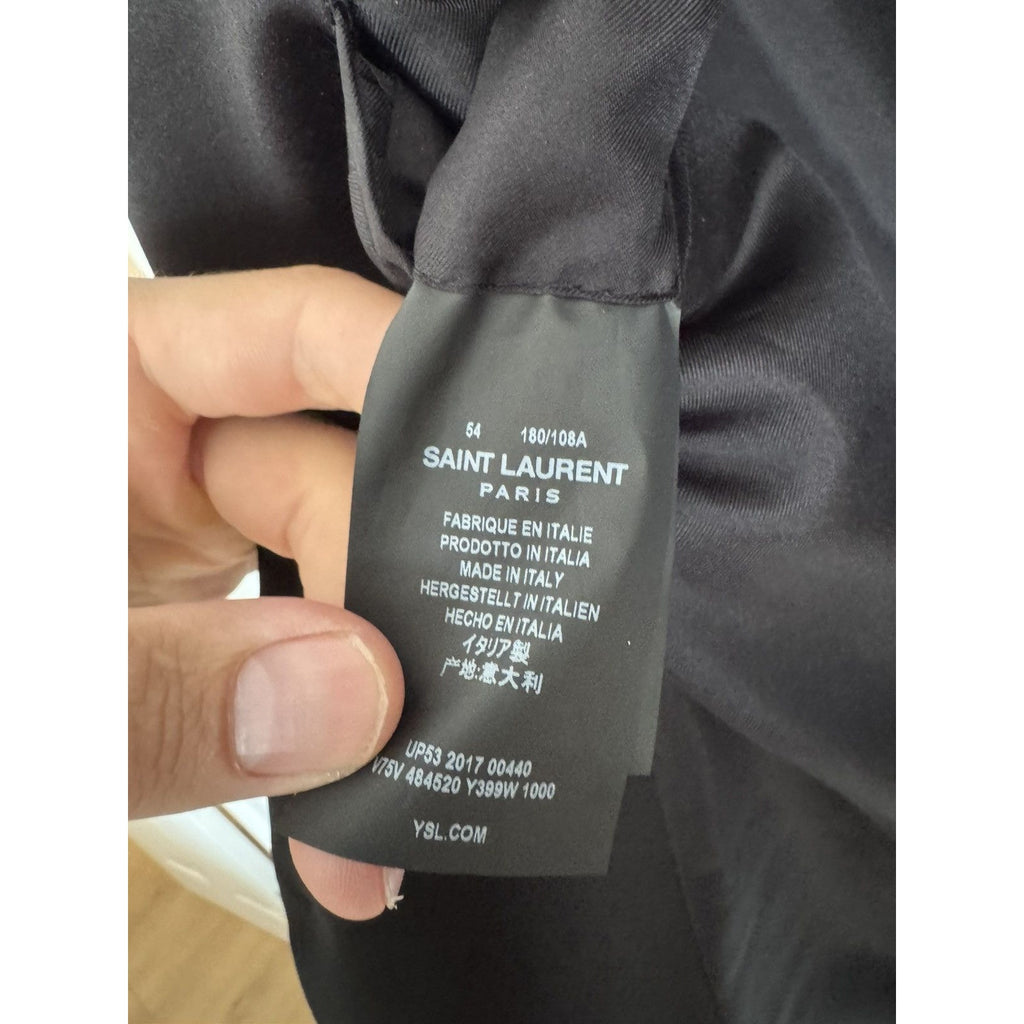 54 180/108A
SAINT LAURENT
PARIS
FABRIQUE EN ITALIE
PRODOTTO IN ITALIA
MADE IN ITALY
HERGESTELLT IN ITALIEN
HECHO EN ITALIA
イタリア製
产地:意大利
UP53 2017 00440
V75V 484520 Y399W 1000
YSL.COM